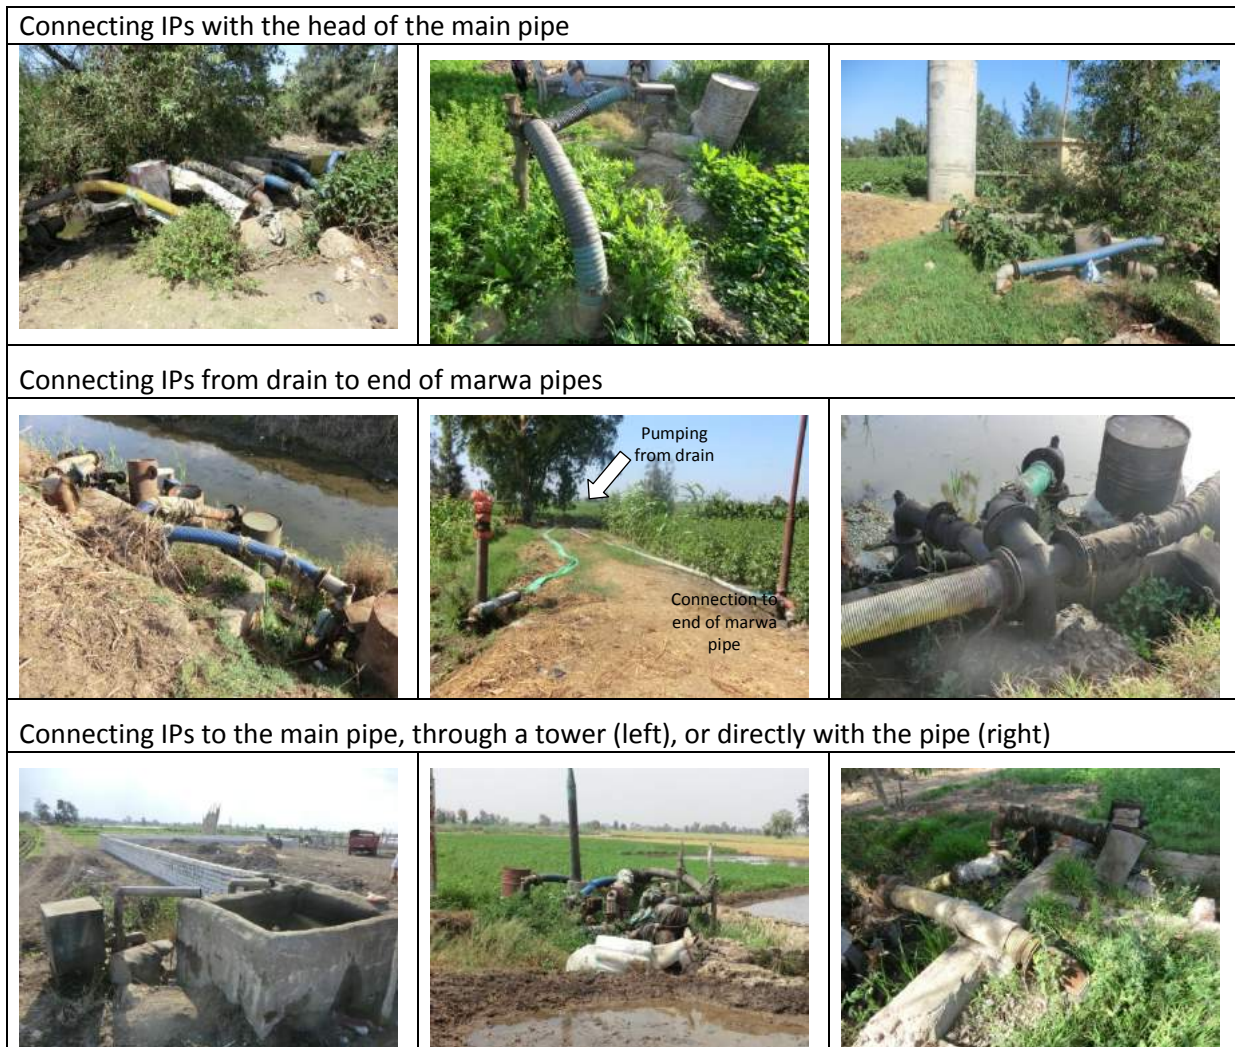 Connecting IPs with the head of the main pipe
Connecting IPs from drain to end of marwa pipes
Pumping
from drain
Connection to
end of marwa
pipe
Connecting IPs to the main pipe, through a tower (left), or directly with the pipe (right)